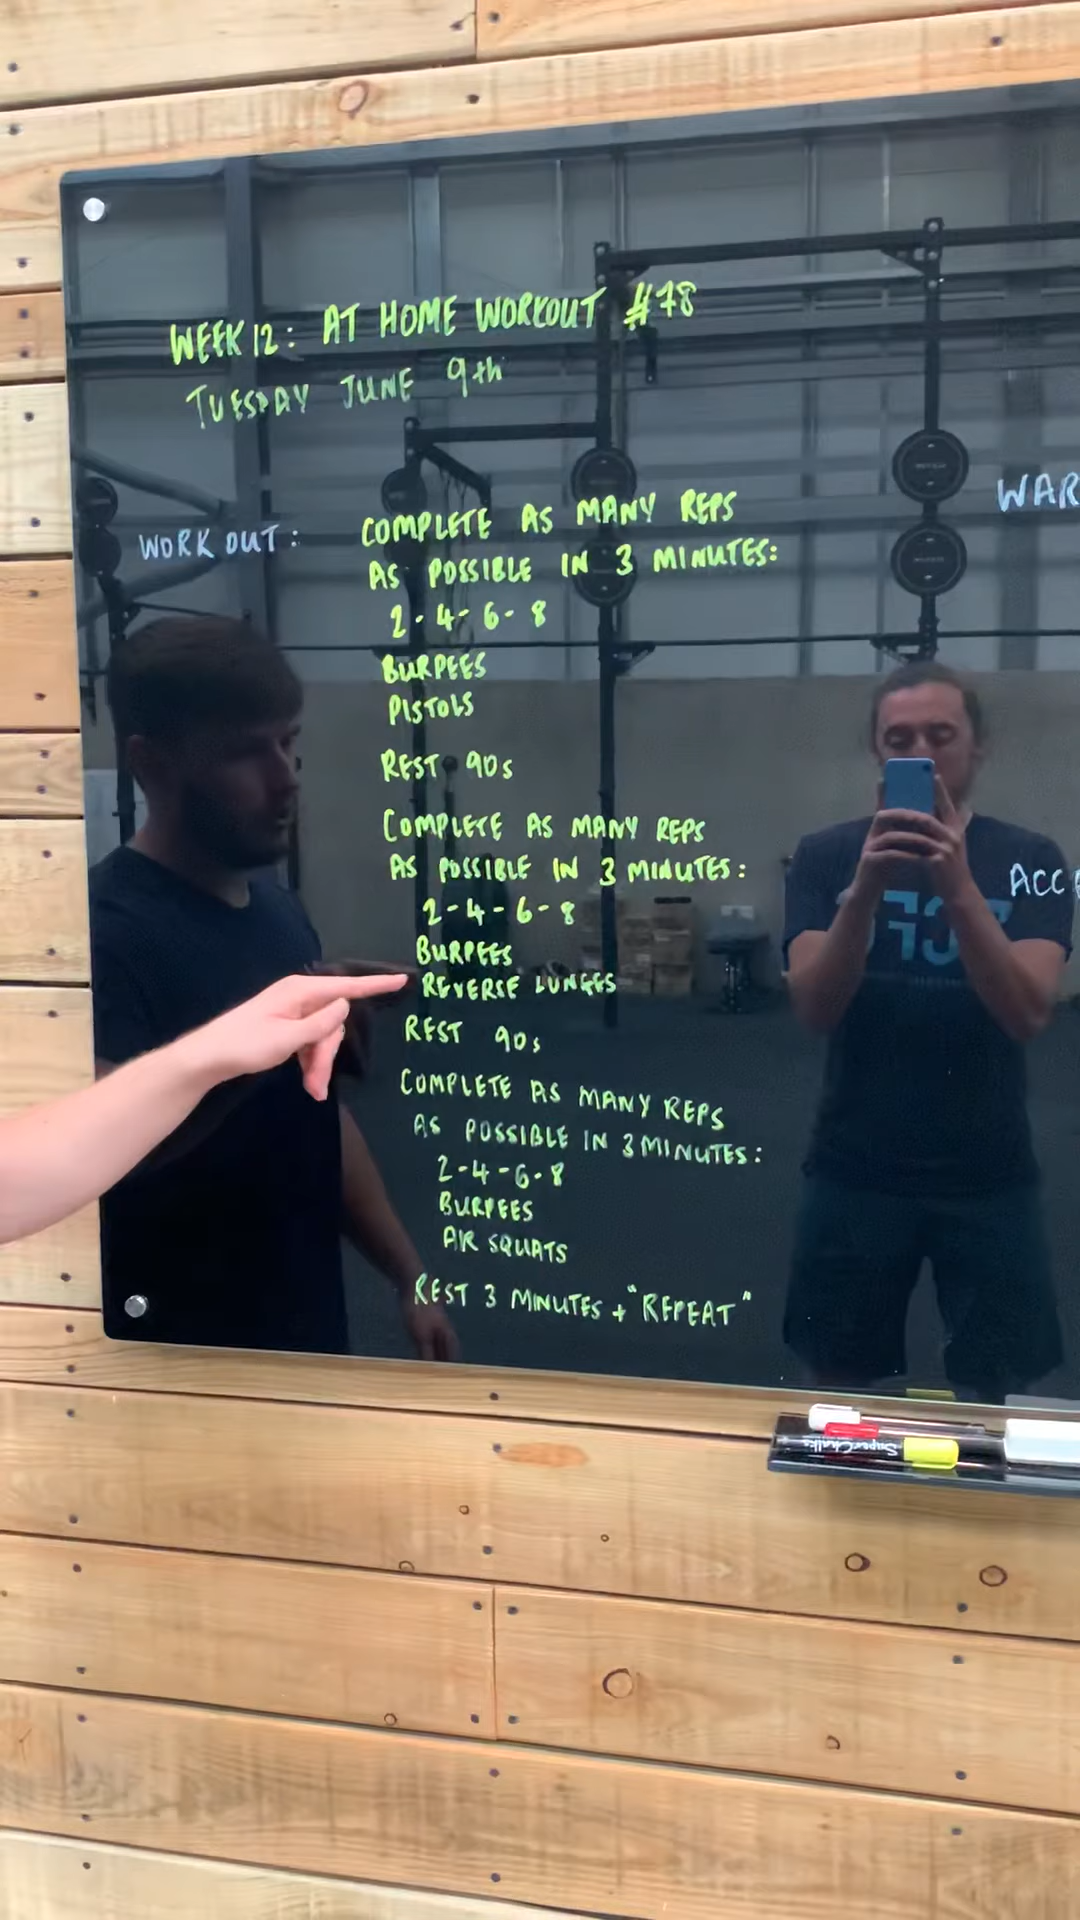 WEEK 12: AT HOME WORKOUT #78
TUESDAY JUNE 9th
WORK OUT:
COMPLETE AS MANY REPS
AS POSSIBLE IN 3 MINUTES:
2-4-6-8
BURPEES
PISTOLS
REST 90s
COMPLETE AS MANY REPS
AS POSSIBLE IN 3 MINUTES:
2-4-6-8
BURPEES
REVERSE LUNGES
REST 90s
COMPLETE AS MANY REPS
AS POSSIBLE IN 3 MINUTES:
2-4-6-8
BURPEES
AIR SQUATS
REST 3 MINUTES + "REPEAT"
WAR
ACCE
SuperChalks